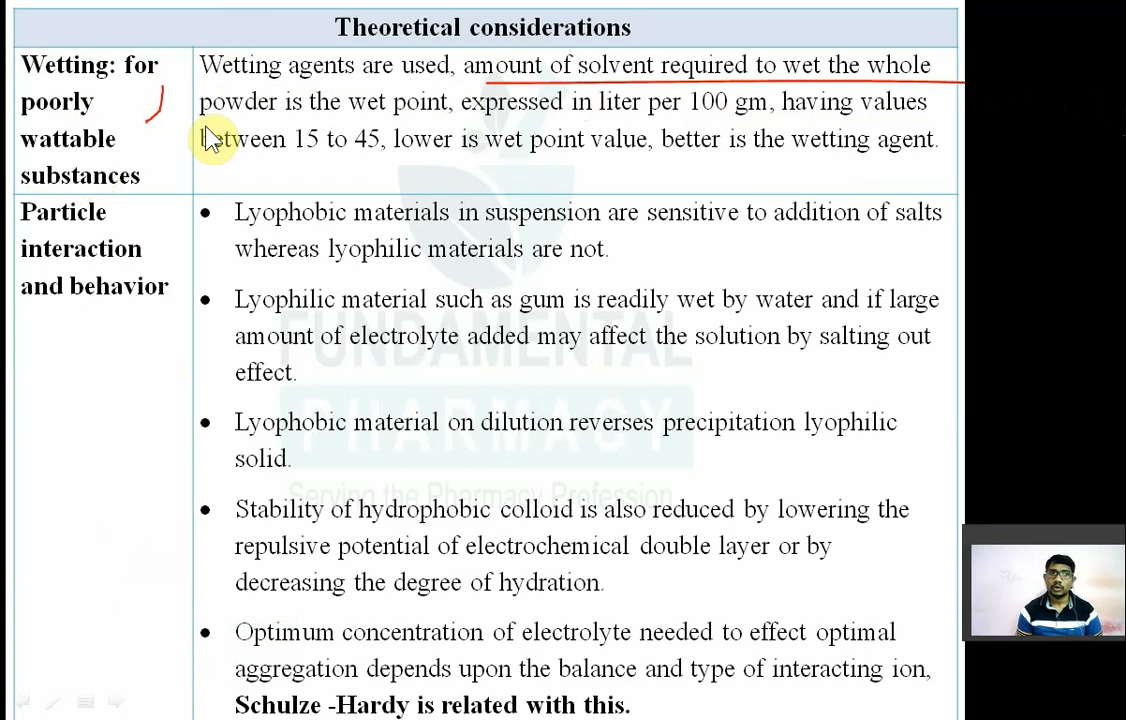 Theoretical considerations
Wetting: for
poorly
wattable
substances
Wetting agents are used, amount of solvent required to wet the whole
powder is the wet point, expressed in liter per 100 gm, having values
between 15 to 45, lower is wet point value, better is the wetting agent.
Particle
interaction
and behavior
• Lyophobic materials in suspension are sensitive to addition of salts
whereas lyophilic materials are not.
• Lyophilic material such as gum is readily wet by water and if large
amount of electrolyte added may affect the solution by salting out
effect.
• Lyophobic material on dilution reverses precipitation lyophilic
solid.
• Stability of hydrophobic colloid is also reduced by lowering the
repulsive potential of electrochemical double layer or by
decreasing the degree of hydration.
• Optimum concentration of electrolyte needed to effect optimal
aggregation depends upon the balance and type of interacting ion,
Schulze -Hardy is related with this.
FUNDAMENTAL
PHARMACY
Serving the Pharmacy Profession